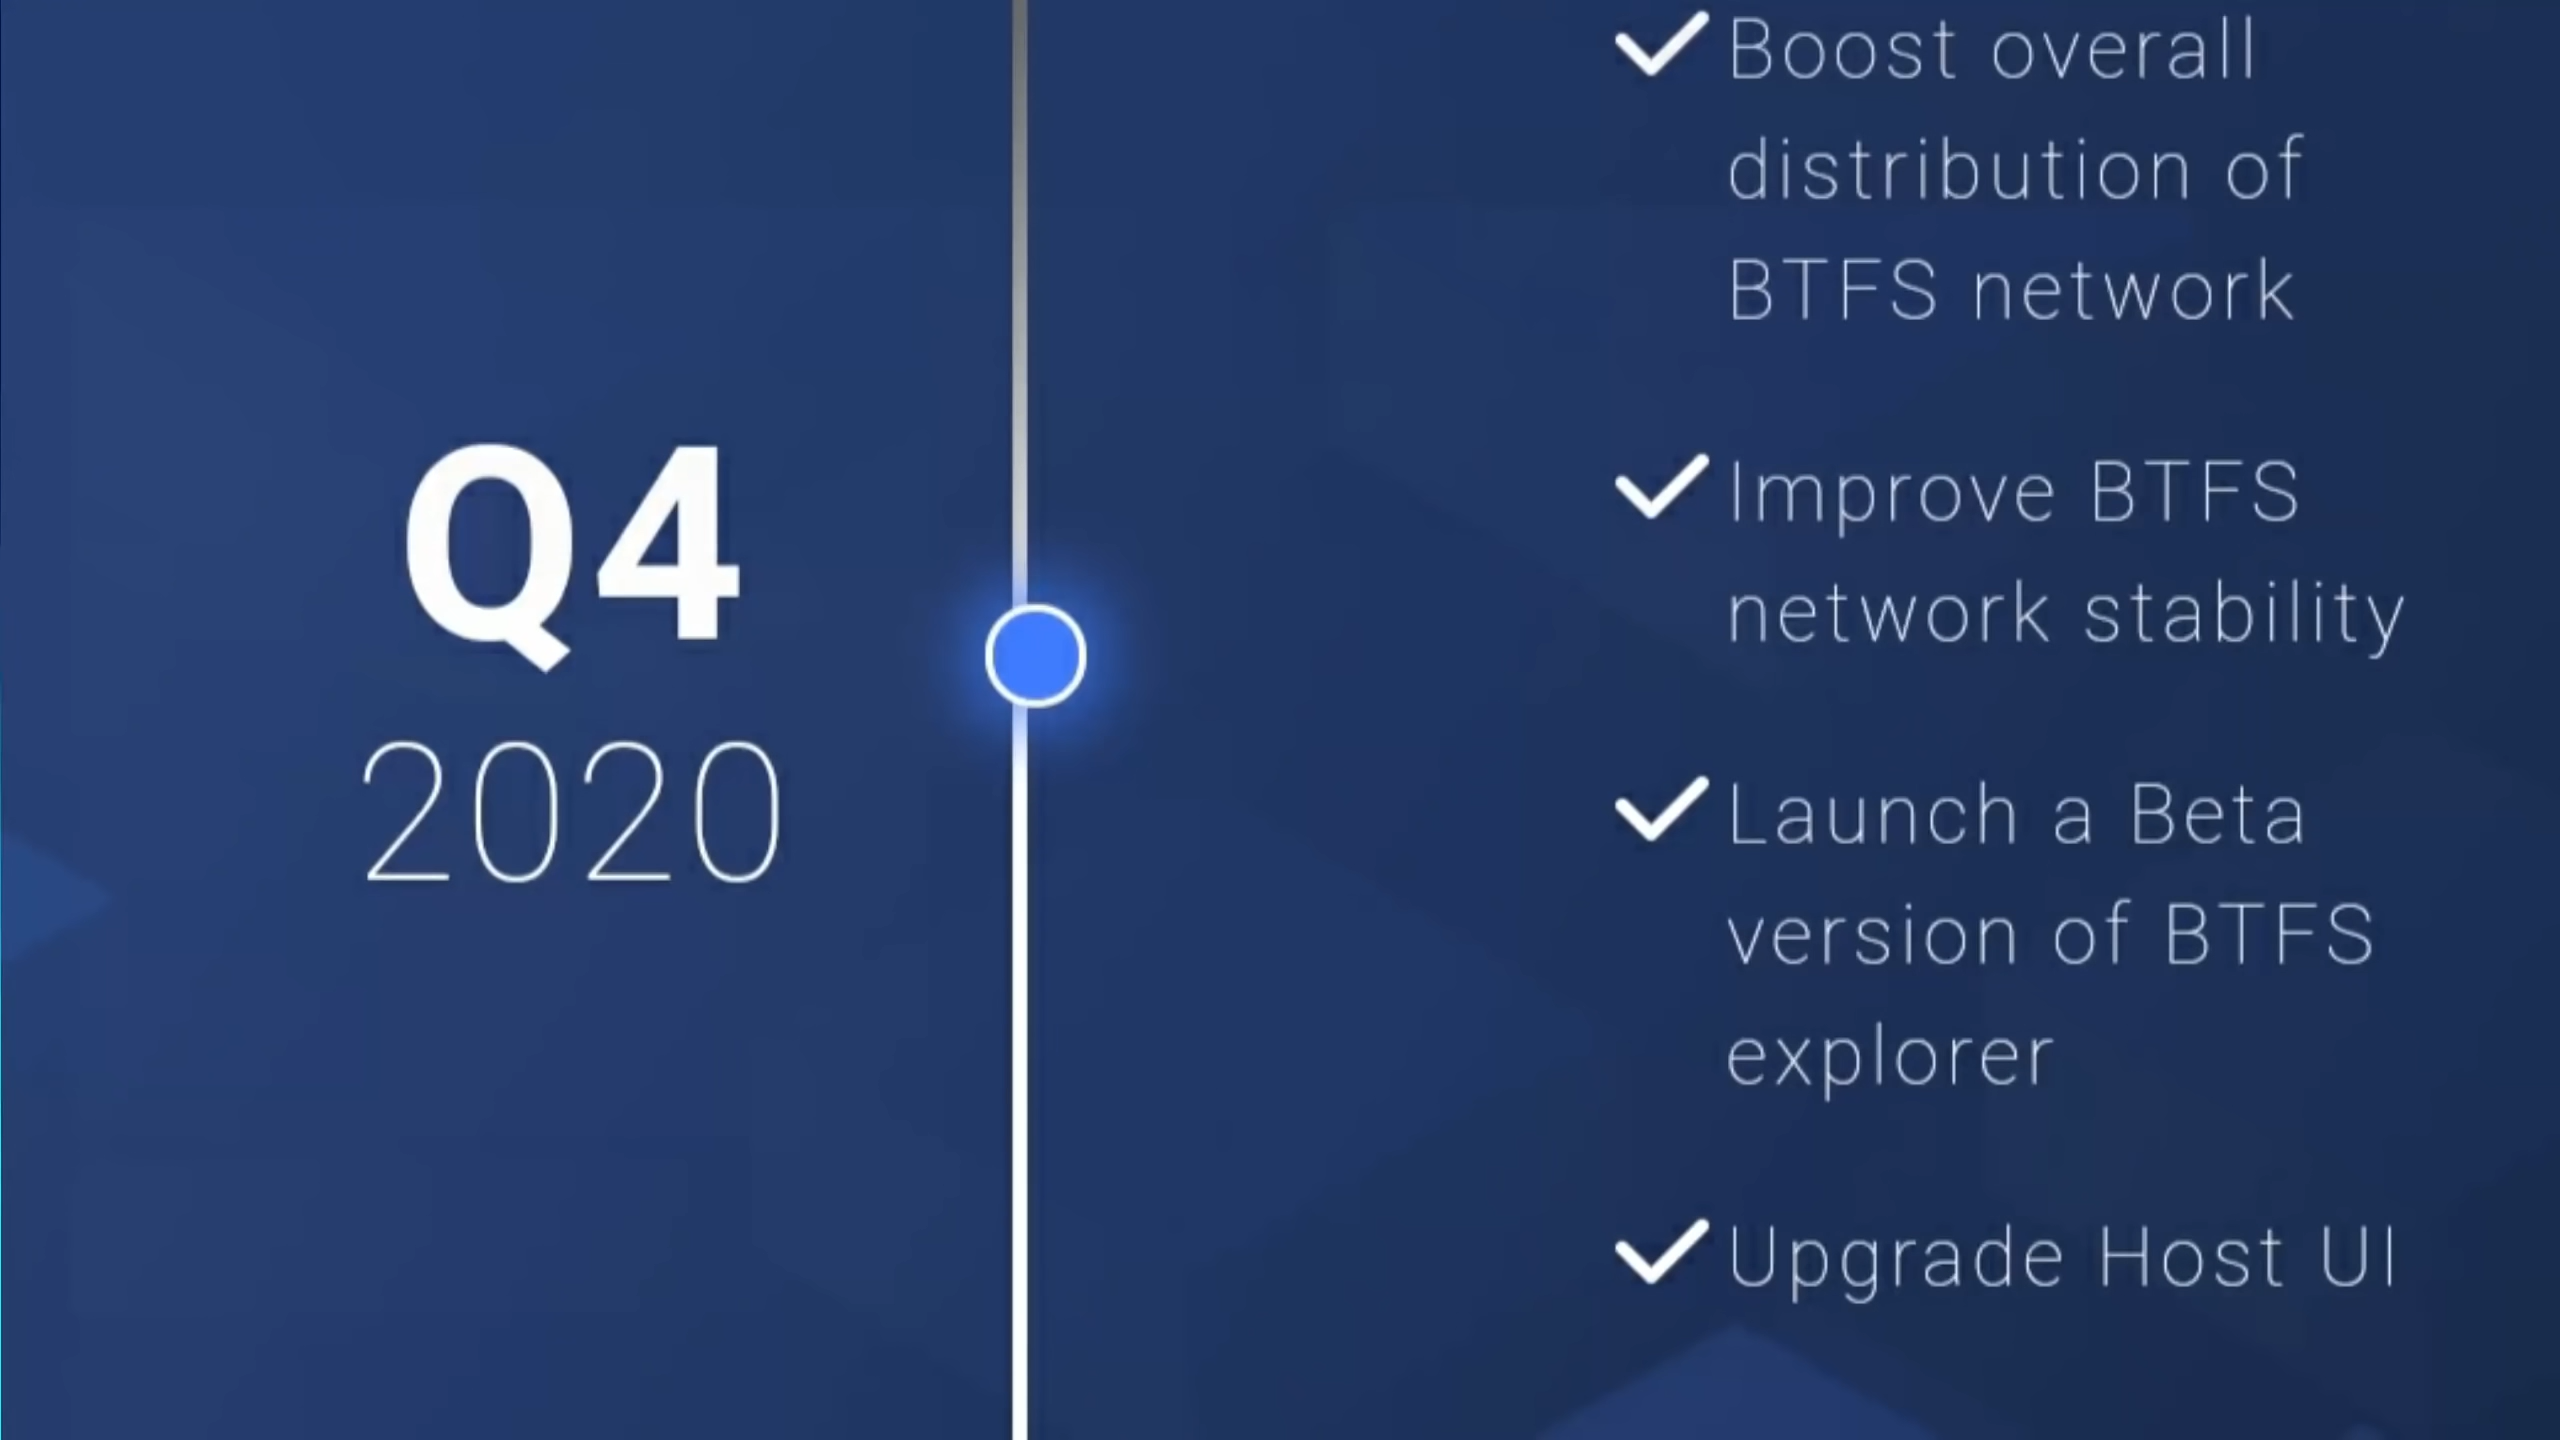 Q4
2020
Boost overall
distribution of
BTFS network
Improve BTFS
network stability
Launch a Beta
version of BTFS
explorer
Upgrade Host UI